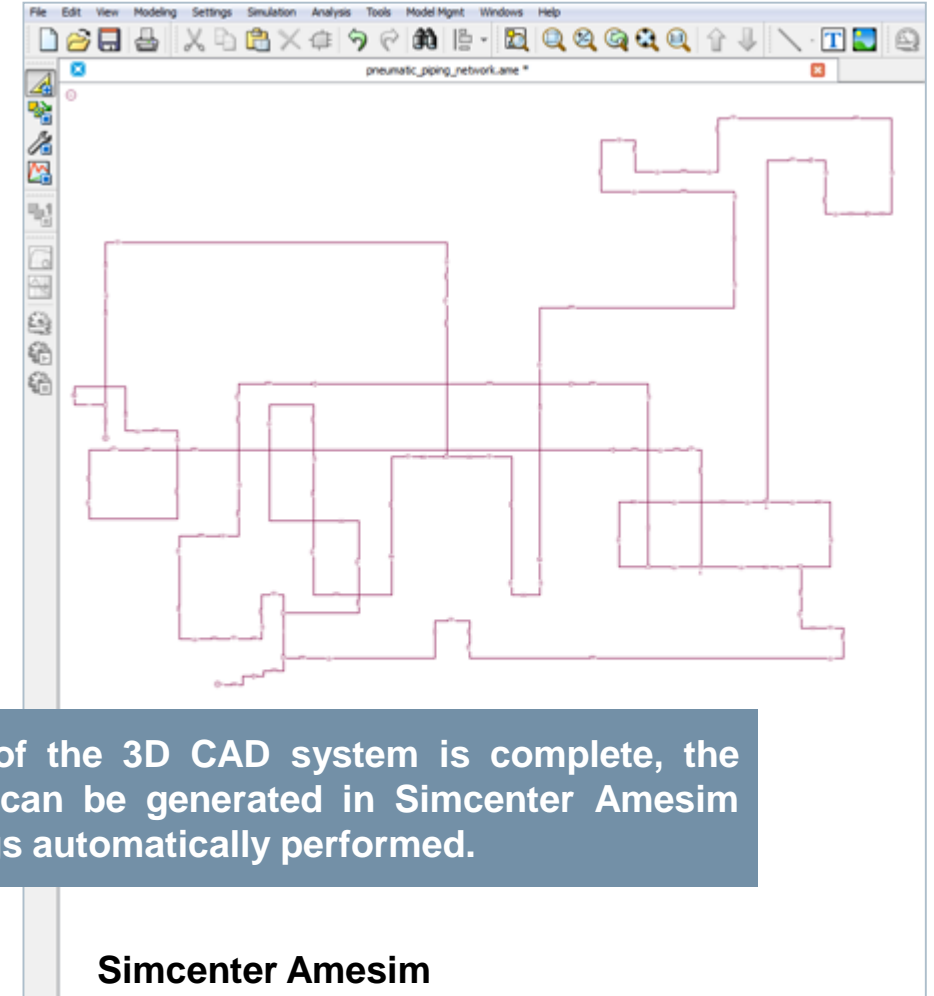 File Edit View Modeling Settings Simulation Analysis Tools Model Mgmt Windows Help
T
pneumatic_piping_network.ame *
of the 3D CAD system is complete, the
can be generated in Simcenter Amesim
automatically performed.
Simcenter Amesim